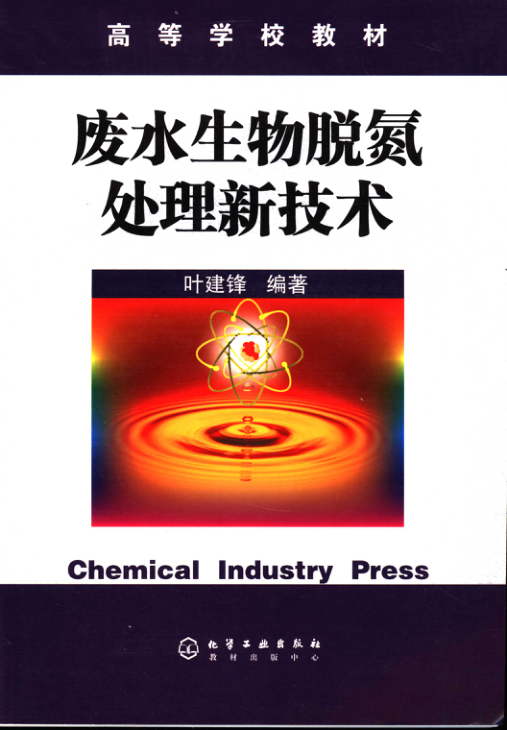 高等学校教材
废水生物脱氮
处理新技术
叶建锋 编著
Chemical Industry Press
化学工业出版社
教材出版中心